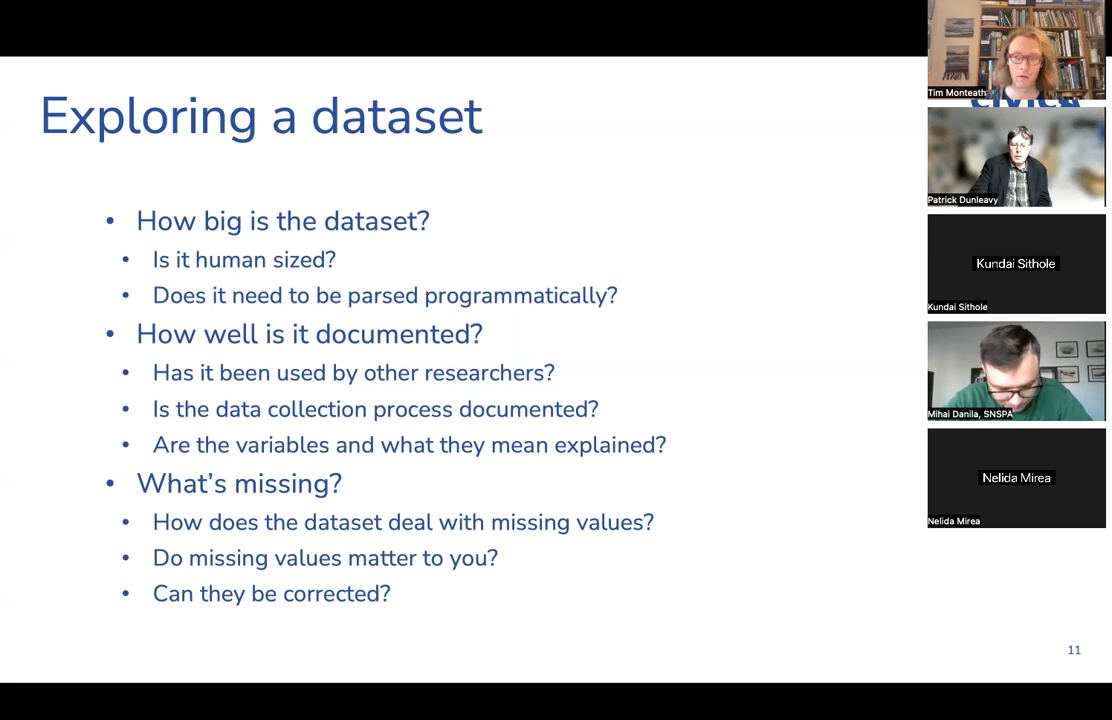 Exploring a dataset
• How big is the dataset?
• Is it human sized?
• Does it need to be parsed programmatically?
• How well is it documented?
• Has it been used by other researchers?
• Is the data collection process documented?
• Are the variables and what they mean explained?
• What’s missing?
• How does the dataset deal with missing values?
• Do missing values matter to you?
• Can they be corrected?
11
Tim Monteath
Patrick Dunleavy
Kundai Sithole
Kundai Sithole
Mihai Danila, SNSPA
Nelida Mirea
Nelida Mirea